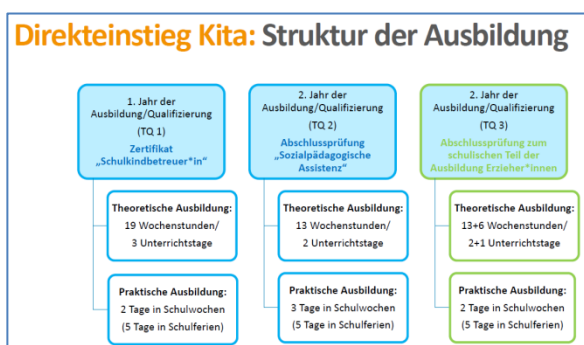 Direkteinstieg Kita: Struktur der Ausbildung
1. Jahr der
Ausbildung/Qualifizierung
(TQ 1)
Zertifikat
„Schulkindbetreuer*in“
Theoretische Ausbildung:
19 Wochenstunden/
3 Unterrichtstage
Praktische Ausbildung:
2 Tage in Schulwochen
(5 Tage in Schulferien)
2. Jahr der
Ausbildung/Qualifizierung
(TQ 2)
Abschlussprüfung
„Sozialpädagogische
Assistenz“
Theoretische Ausbildung:
13 Wochenstunden/
2 Unterrichtstage
Praktische Ausbildung:
3 Tage in Schulwochen
(5 Tage in Schulferien)
2. Jahr der
Ausbildung/Qualifizierung
(TQ 3)
Abschlussprüfung zum
schulischen Teil der
Ausbildung Erzieher*innen
Theoretische Ausbildung:
13+6 Wochenstunden/
2+1 Unterrichtstage
Praktische Ausbildung:
2 Tage in Schulwochen
(5 Tage in Schulferien)